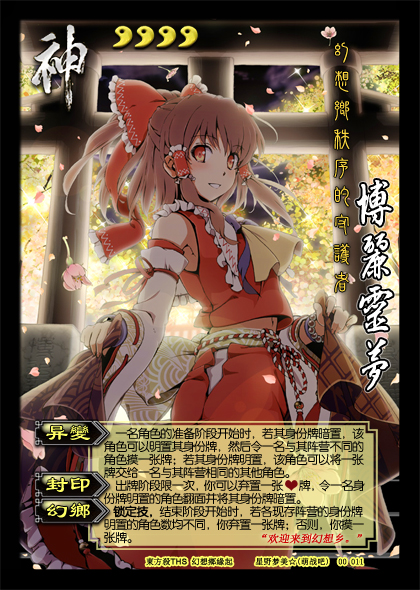 神
幻想鄉秩序的守護者
博麗靈夢
异變
一名角色的准备阶段开始时，若其身份牌暗置，该
角色可以明置其身份牌，然后令一名与其阵营不同的
角色摸一张牌；若其身份牌明置，该角色可以将一张
牌交给一名与其阵营相同的其他角色。
封印
出牌阶段限一次，你可以弃置一张♥牌，令一名身
份牌明置的角色翻面并将其身份牌暗置。
幻鄉
锁定技，结束阶段开始时，若各现存阵营的身份牌
明置的角色数均不同，你弃置一张牌；否则，你摸一
张牌。
“欢迎来到幻想乡。”
東方殺THS 幻想鄉緣起 星野梦美☆(萌战吧) 00 011